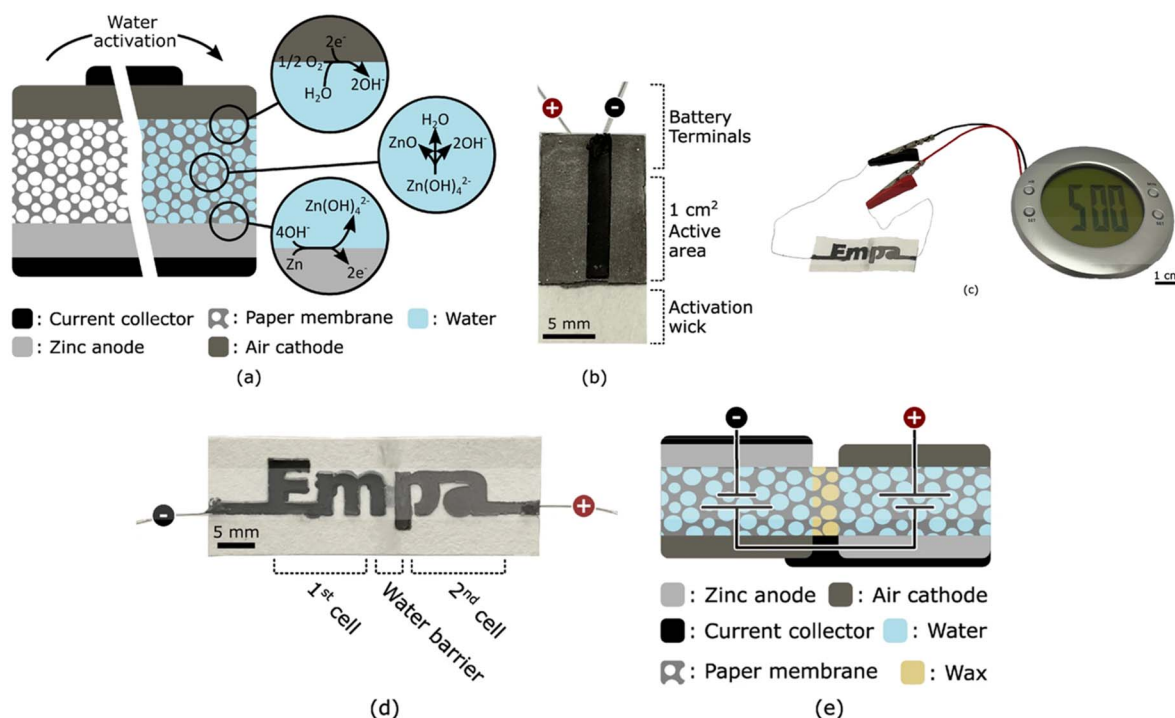 Water
activation
2e-
1/2 O2
2OH-
H2O
H2O
ZnO
2OH-
Zn(OH)4 2-
Zn(OH)4 2-
4OH-
Zn
2e-
: Current collector
: Paper membrane
: Water
: Zinc anode
: Air cathode
(a)
+
-
Battery
Terminals
1 cm2
Active
area
Activation
wick
5 mm
(b)
Empa
5:00
SET
1 cm
(c)
-
Empa
+
5 mm
1st cell
Water barrier
2nd cell
(d)
-
+
: Zinc anode
: Air cathode
: Current collector
: Water
: Paper membrane
: Wax
(e)